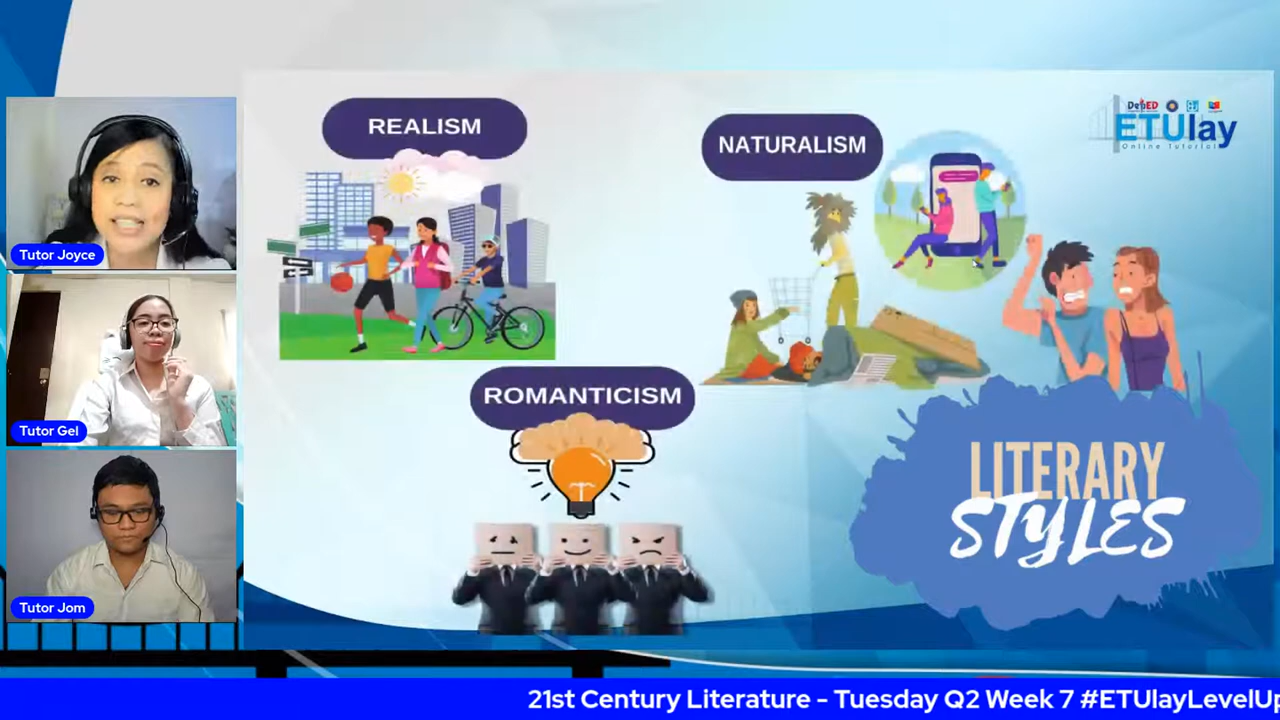 REALISM
NATURALISM
DepED
ETUlay
Online Tutorial
Tutor Joyce
ROMANTICISM
Tutor Gel
LITERARY
STYLES
Tutor Jom
21st Century Literature - Tuesday Q2 Week 7 #ETUlayLevelUp